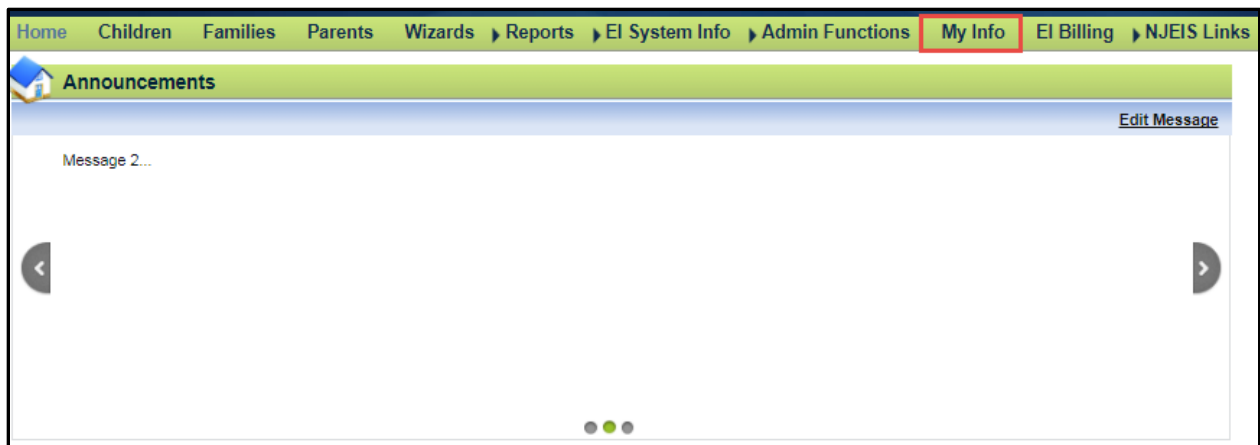 Home Children Families Parents Wizards Reports EI System Info Admin Functions My Info EI Billing NJEIS Links
Announcements
Edit Message
Message 2...